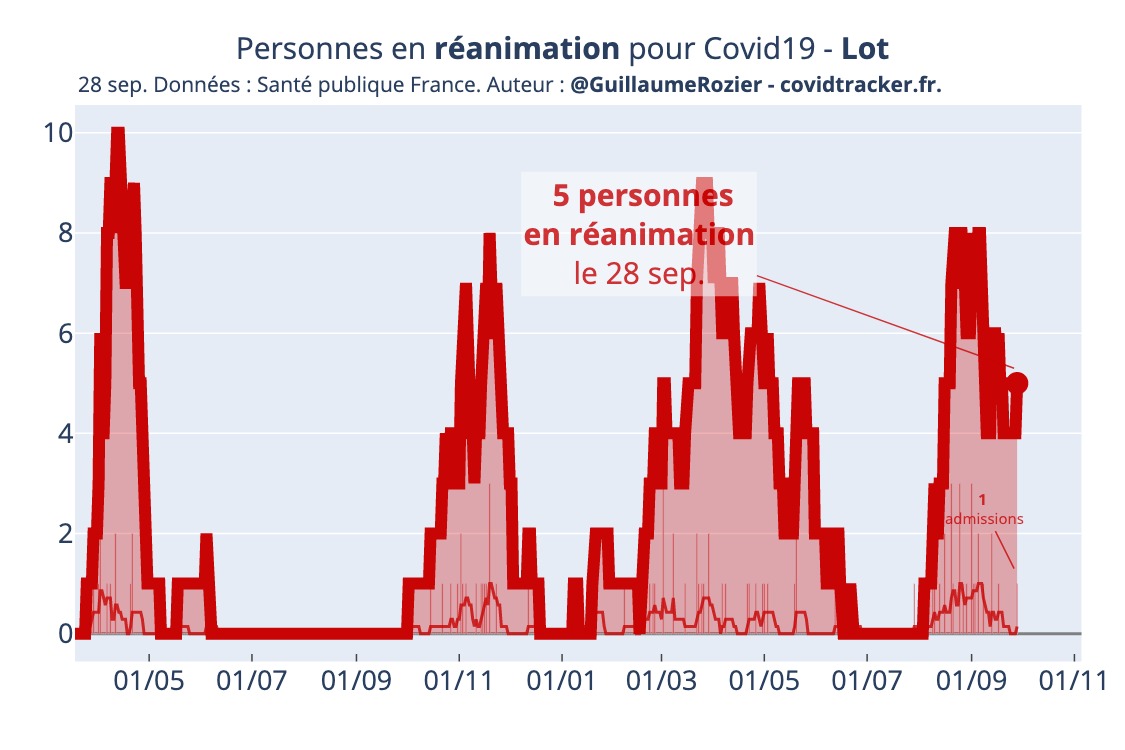 Personnes en réanimation pour Covid19 - Lot
28 sep. Données : Santé publique France. Auteur : @GuillaumeRozier - covidtracker.fr.
10
8
6
4
2
0
5 personnes
en réanimation
le 28 sep.
1
admissions
01/05 01/07 01/09 01/11 01/01 01/03 01/05 01/07 01/09 01/11